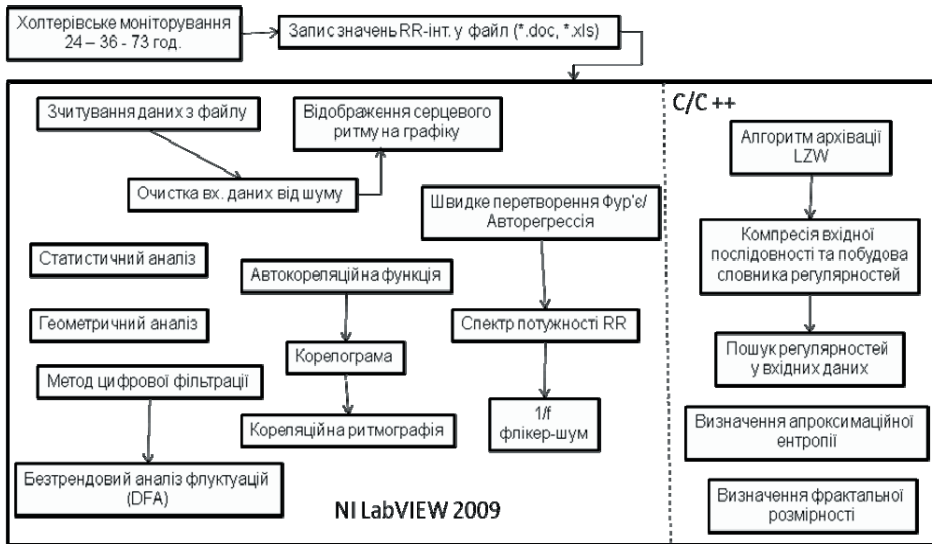 Холтерівське моніторування
24 – 36 - 73 год.
Запис значень RR-інт. у файл (*.doc, *.xls)
Зчитування даних з файлу
Відображення серцевого
ритму на графіку
Очистка вх. даних від шуму
Швидке перетворення Фур'є/
Авторегрессія
Статистичний аналіз
Автокореляційна функція
Геометричний аналіз
Спектр потужності RR
Корелограма
Метод цифрової фільтрації
1/f
флікер-шум
Кореляційна ритмографія
Безтрендовий аналіз флуктуацій
(DFA)
NI LabVIEW 2009
C/C ++
Алгоритм архівації
LZW
Компресія вхідної
послідовності та побудова
словника регулярностей
Пошук регулярностей
у вхідних даних
Визначення апроксимаційної
ентропії
Визначення фрактальної
розмірності